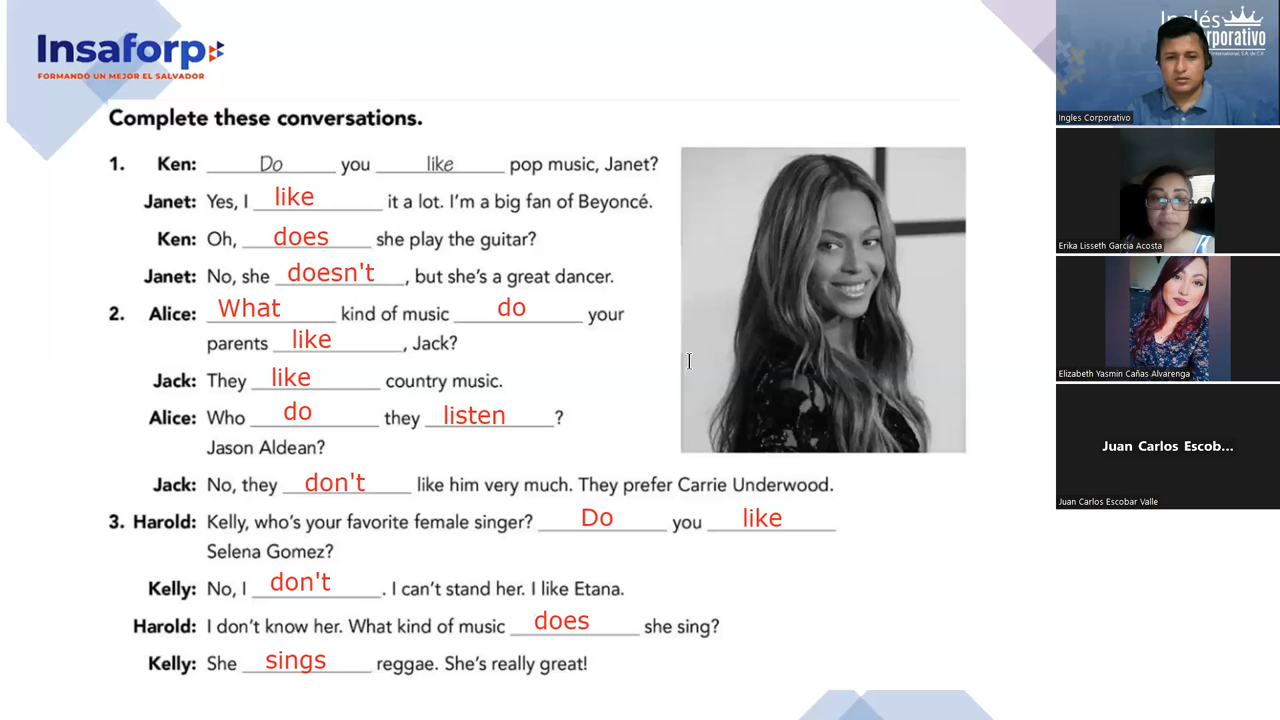 Insaforp
FORMANDO UN MEJOR EL SALVADOR
Complete these conversations.
1. Ken: Do you like pop music, Janet?
Janet: Yes, I like it a lot. I'm a big fan of Beyoncé.
Ken: Oh, does she play the guitar?
Janet: No, she doesn't, but she's a great dancer.
2. Alice: What kind of music do your
parents like, Jack?
Jack: They like country music.
Alice: Who do they listen?
Jason Aldean?
Jack: No, they don't like him very much. They prefer Carrie Underwood.
3. Harold: Kelly, who's your favorite female singer? Do you like
Selena Gomez?
Kelly: No, I don't. I can't stand her. I like Etana.
Harold: I don't know her. What kind of music does she sing?
Kelly: She sings reggae. She's really great!
Ingles Corporativo
Erika Lisseth Garcia Acosta
Elizabeth Yasmin Cañas Alvarenga
Juan Carlos Escob...
Juan Carlos Escobar Valle